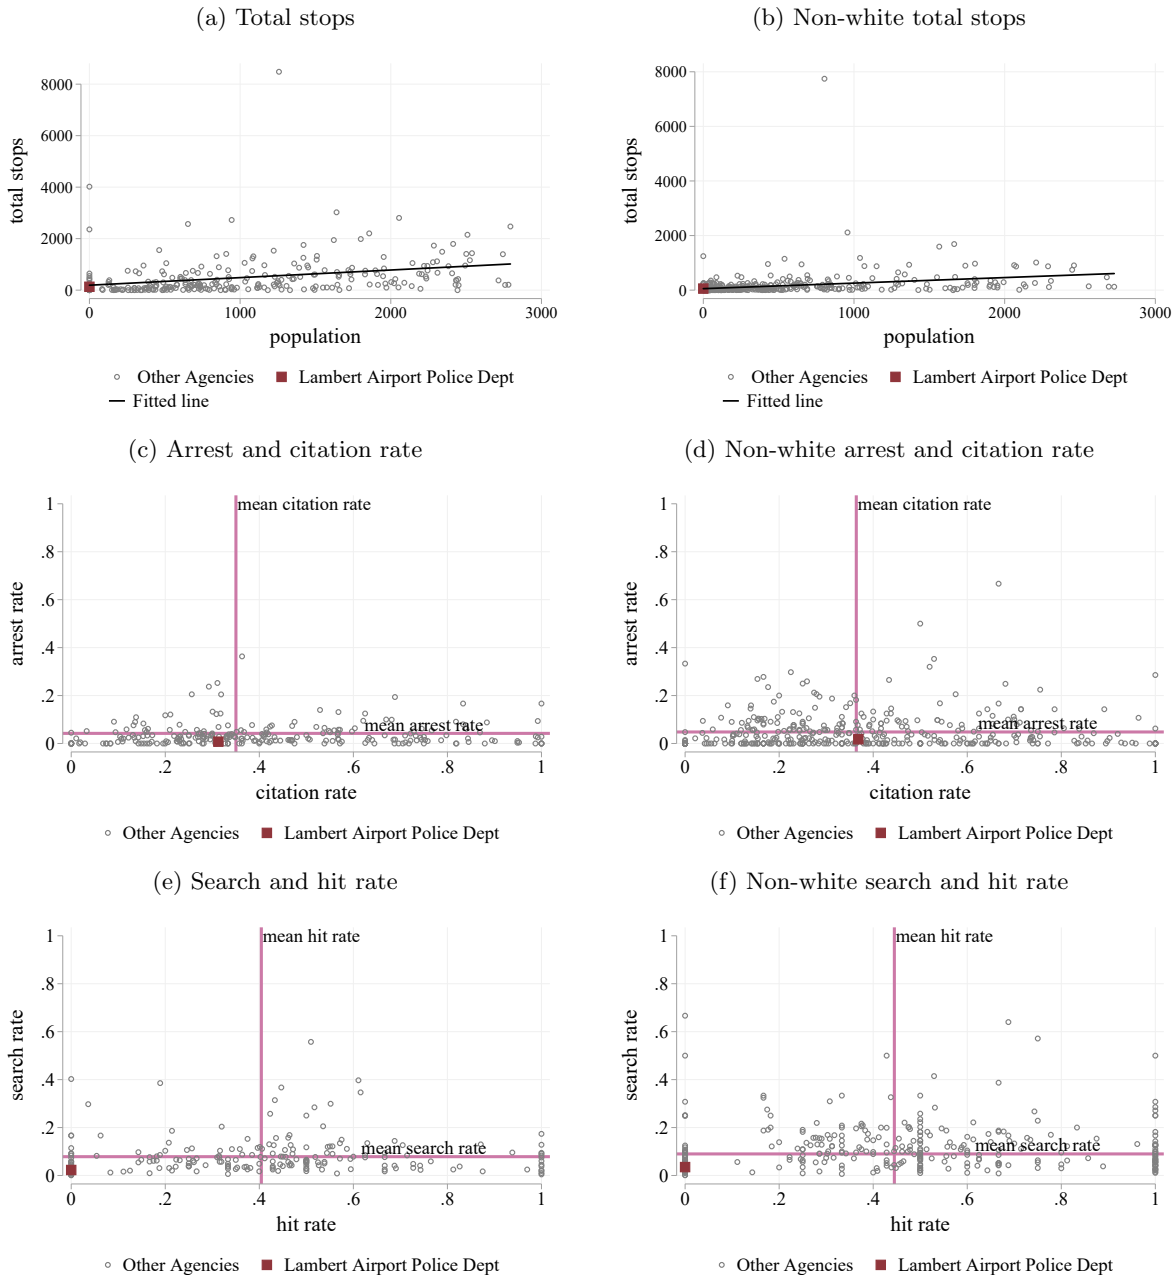 (a) Total stops
(b) Non-white total stops
total stops
8000
6000
4000
2000
0
0 1000 2000 3000
population
Other Agencies Lambert Airport Police Dept
Fitted line
total stops
8000
6000
4000
2000
0
0 1000 2000 3000
population
Other Agencies Lambert Airport Police Dept
Fitted line
(c) Arrest and citation rate
(d) Non-white arrest and citation rate
arrest rate
1
.8
.6
.4
.2
0
mean citation rate
mean arrest rate
0 .2 .4 .6 .8 1
citation rate
Other Agencies Lambert Airport Police Dept
arrest rate
1
.8
.6
.4
.2
0
mean citation rate
mean arrest rate
0 .2 .4 .6 .8 1
citation rate
Other Agencies Lambert Airport Police Dept
(e) Search and hit rate
(f) Non-white search and hit rate
search rate
1
.8
.6
.4
.2
0
mean hit rate
mean search rate
0 .2 .4 .6 .8 1
hit rate
Other Agencies Lambert Airport Police Dept
search rate
1
.8
.6
.4
.2
0
mean hit rate
mean search rate
0 .2 .4 .6 .8 1
hit rate
Other Agencies Lambert Airport Police Dept